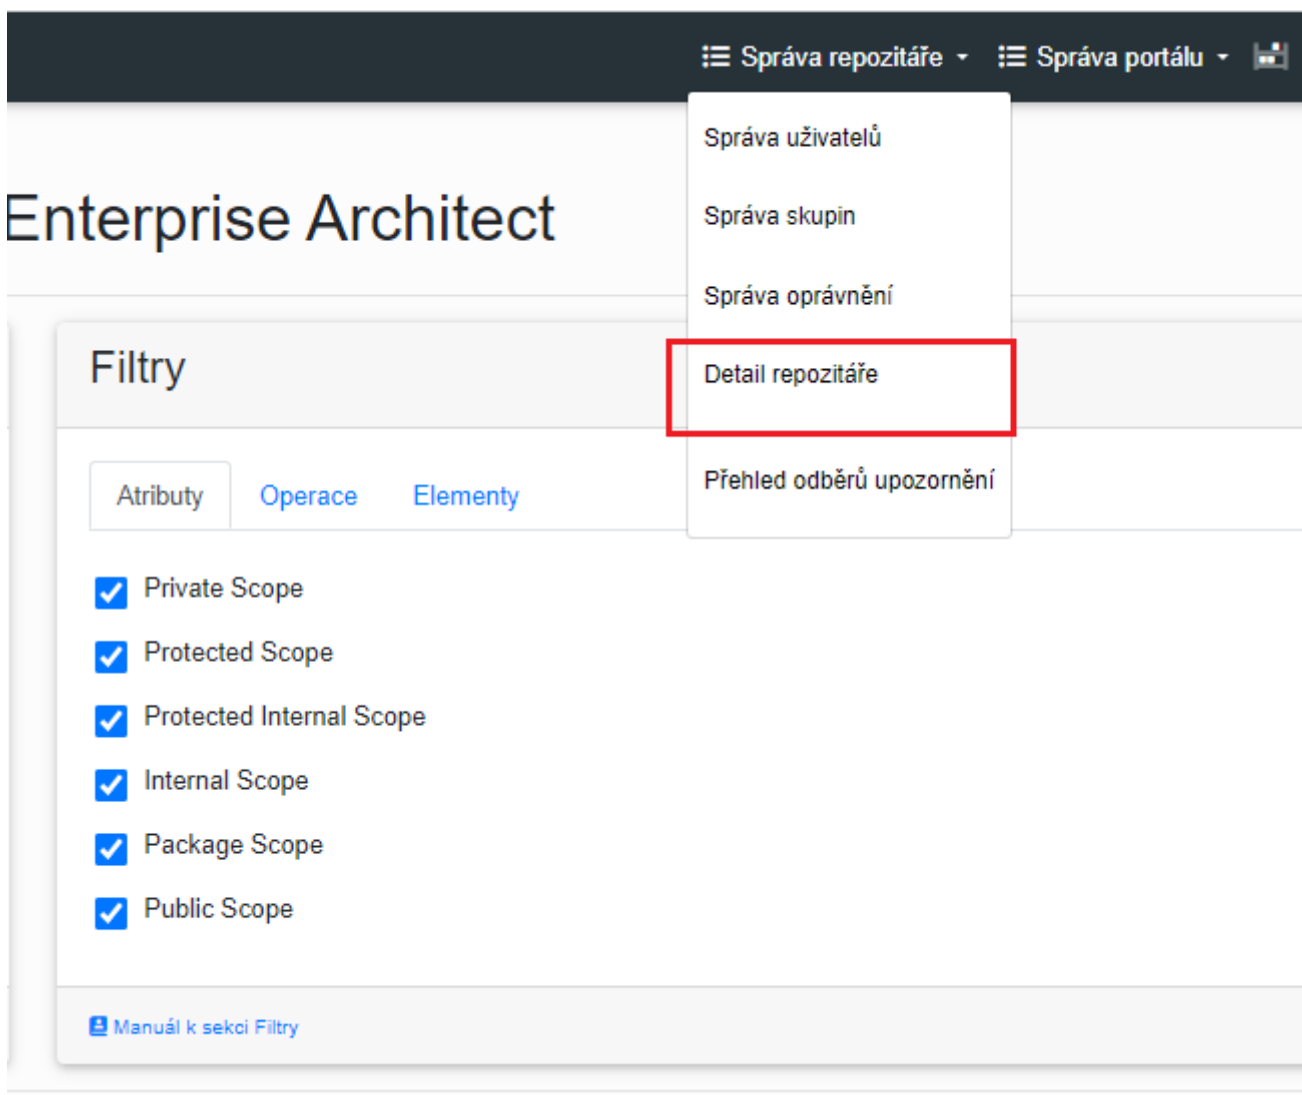 Správa repozitáře
Správa portálu
Správa uživatelů
Správa skupin
Správa oprávnění
Detail repozitáře
Přehled odběrů upozornění
Enterprise Architect
Filtry
Atributy
Operace
Elementy
Private Scope
Protected Scope
Protected Internal Scope
Internal Scope
Package Scope
Public Scope
Manuál k sekci Filtry